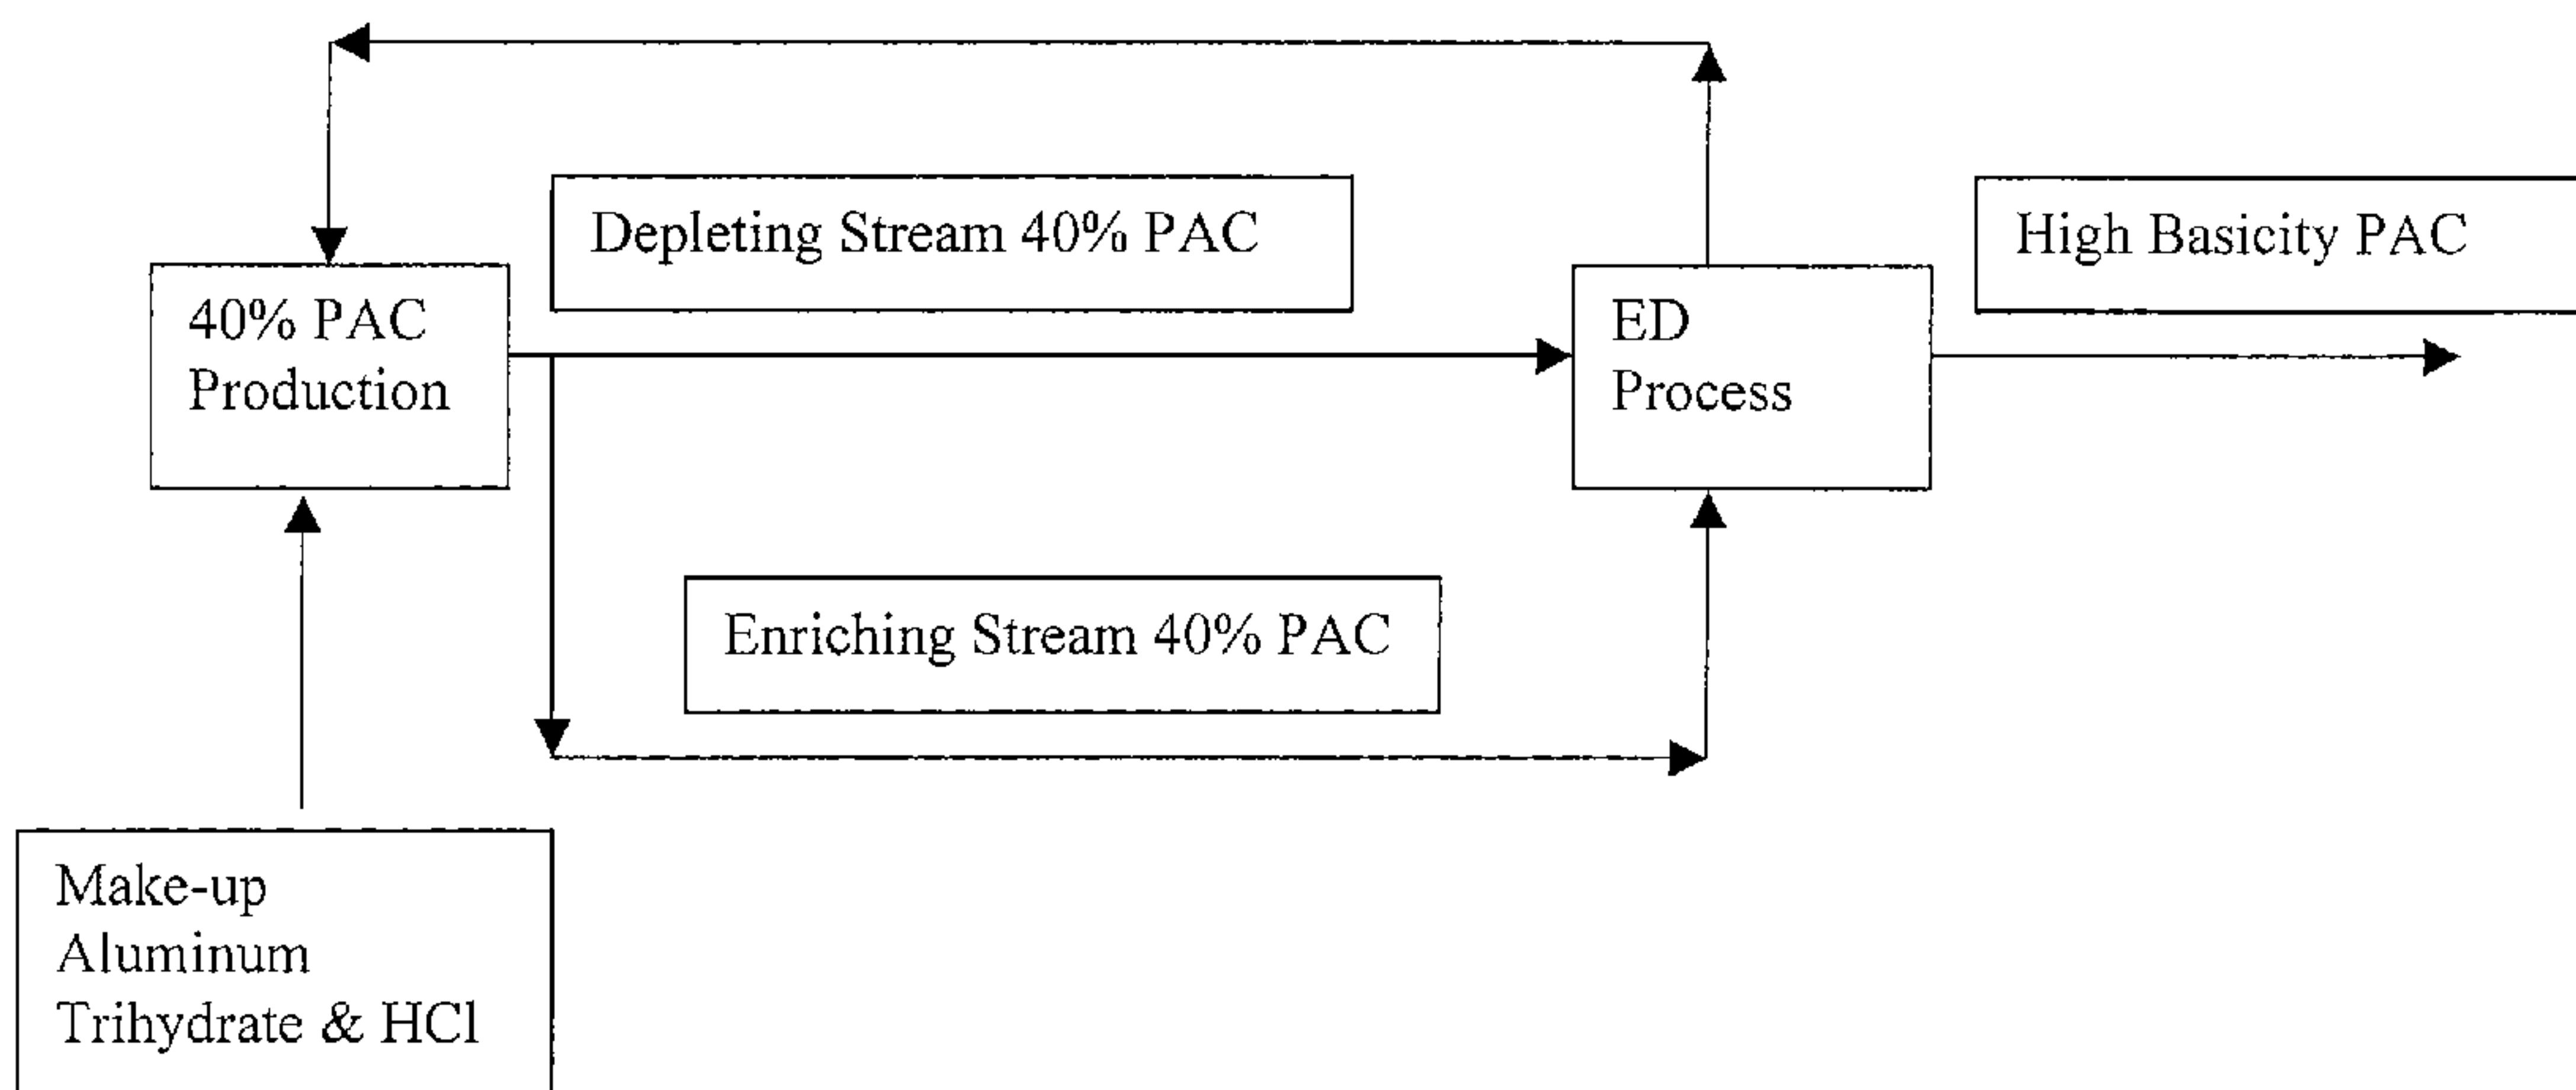 Depleting Stream 40% PAC
High Basicity PAC
40% PAC
Production
ED
Process
Enriching Stream 40% PAC
Make-up
Aluminum
Trihydrate & HCl